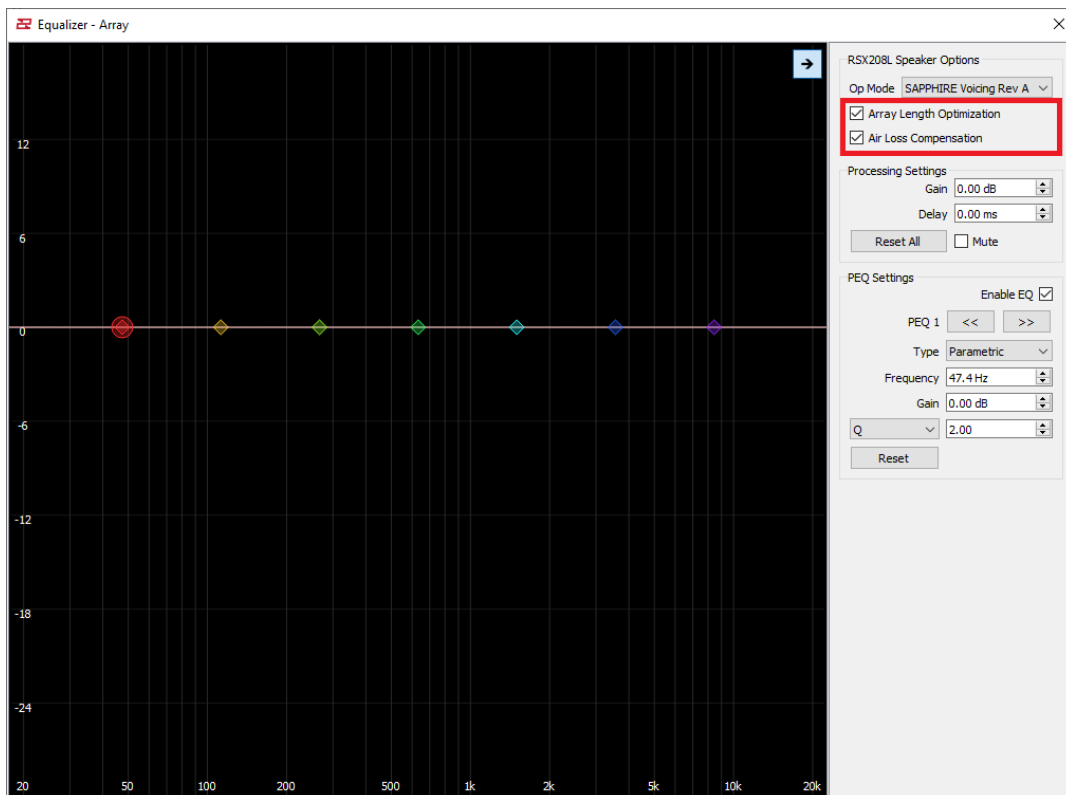 Equalizer - Array
RSX208L Speaker Options
Op Mode SAPPHIRE Voicing Rev A
Array Length Optimization
Air Loss Compensation
Processing Settings
Gain 0.00 dB
Delay 0.00 ms
Reset All Mute
PEQ Settings
Enable EQ
PEQ 1 << >>
Type Parametric
Frequency 47.4 Hz
Gain 0.00 dB
Q 2.00
Reset
12
6
0
-6
-12
-18
-24
20 50 100 200 500 1k 2k 5k 10k 20k